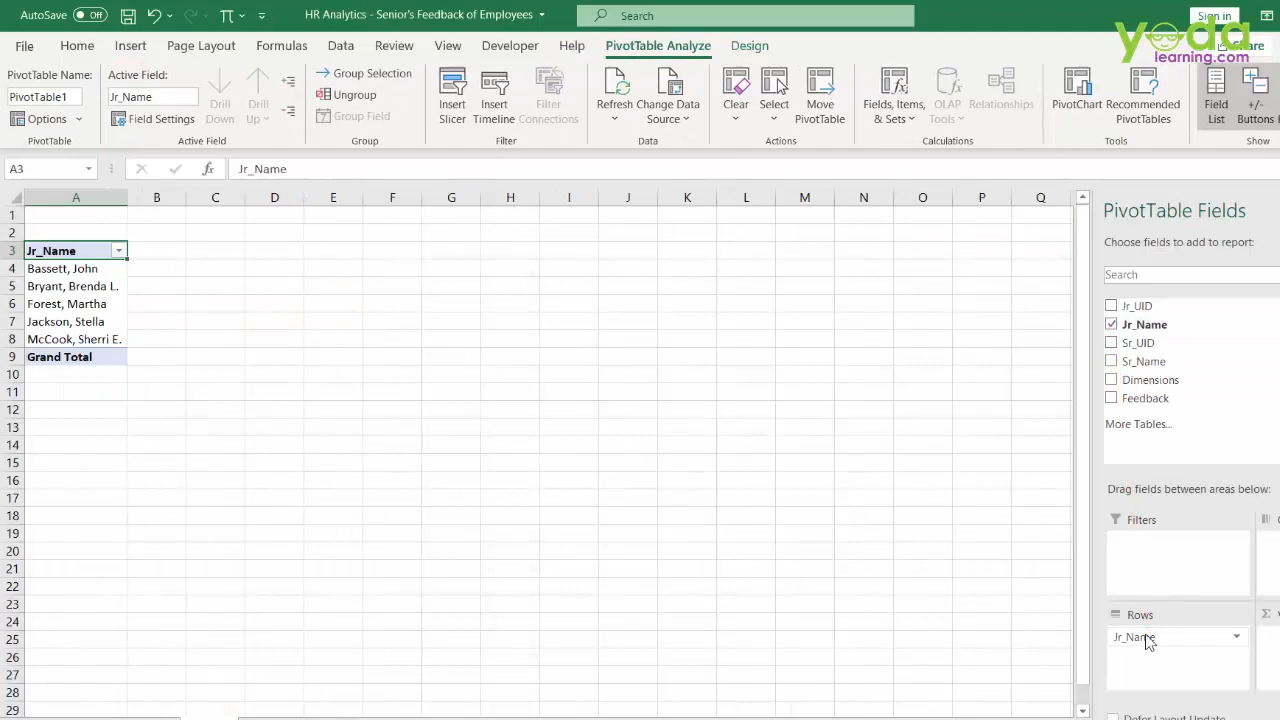 AutoSave Off HR Analytics - Senior's Feedback of Employees Search Sign in
yoda
learning.com
File Home Insert Page Layout Formulas Data Review View Developer Help PivotTable Analyze Design Share
PivotTable Name: Active Field:
PivotTable1 Jr_Name
Options Field Settings
Drill Down Drill Up
Group Selection
Ungroup
Group Field
Insert Slicer Insert Timeline Filter Connections
Refresh Change Data Source
Clear Select Move PivotTable
Fields, Items, & Sets OLAP Tools Relationships
PivotChart Recommended PivotTables
Field List +/- Buttons
PivotTable Active Field Group Filter Data Actions Calculations Tools Show
A3 fx Jr_Name
A B C D E F G H I J K L M N O P Q
1
2
3 Jr_Name
4 Bassett, John
5 Bryant, Brenda L.
6 Forest, Martha
7 Jackson, Stella
8 McCook, Sherri E.
9 Grand Total
10
11
12
13
14
15
16
17
18
19
20
21
22
23
24
25
26
27
28
29
PivotTable Fields
Choose fields to add to report:
Search
Jr_UID
Jr_Name
Sr_UID
Sr_Name
Dimensions
Feedback
More Tables...
Drag fields between areas below:
Filters
Rows
Jr_Name
Defer Layout Update